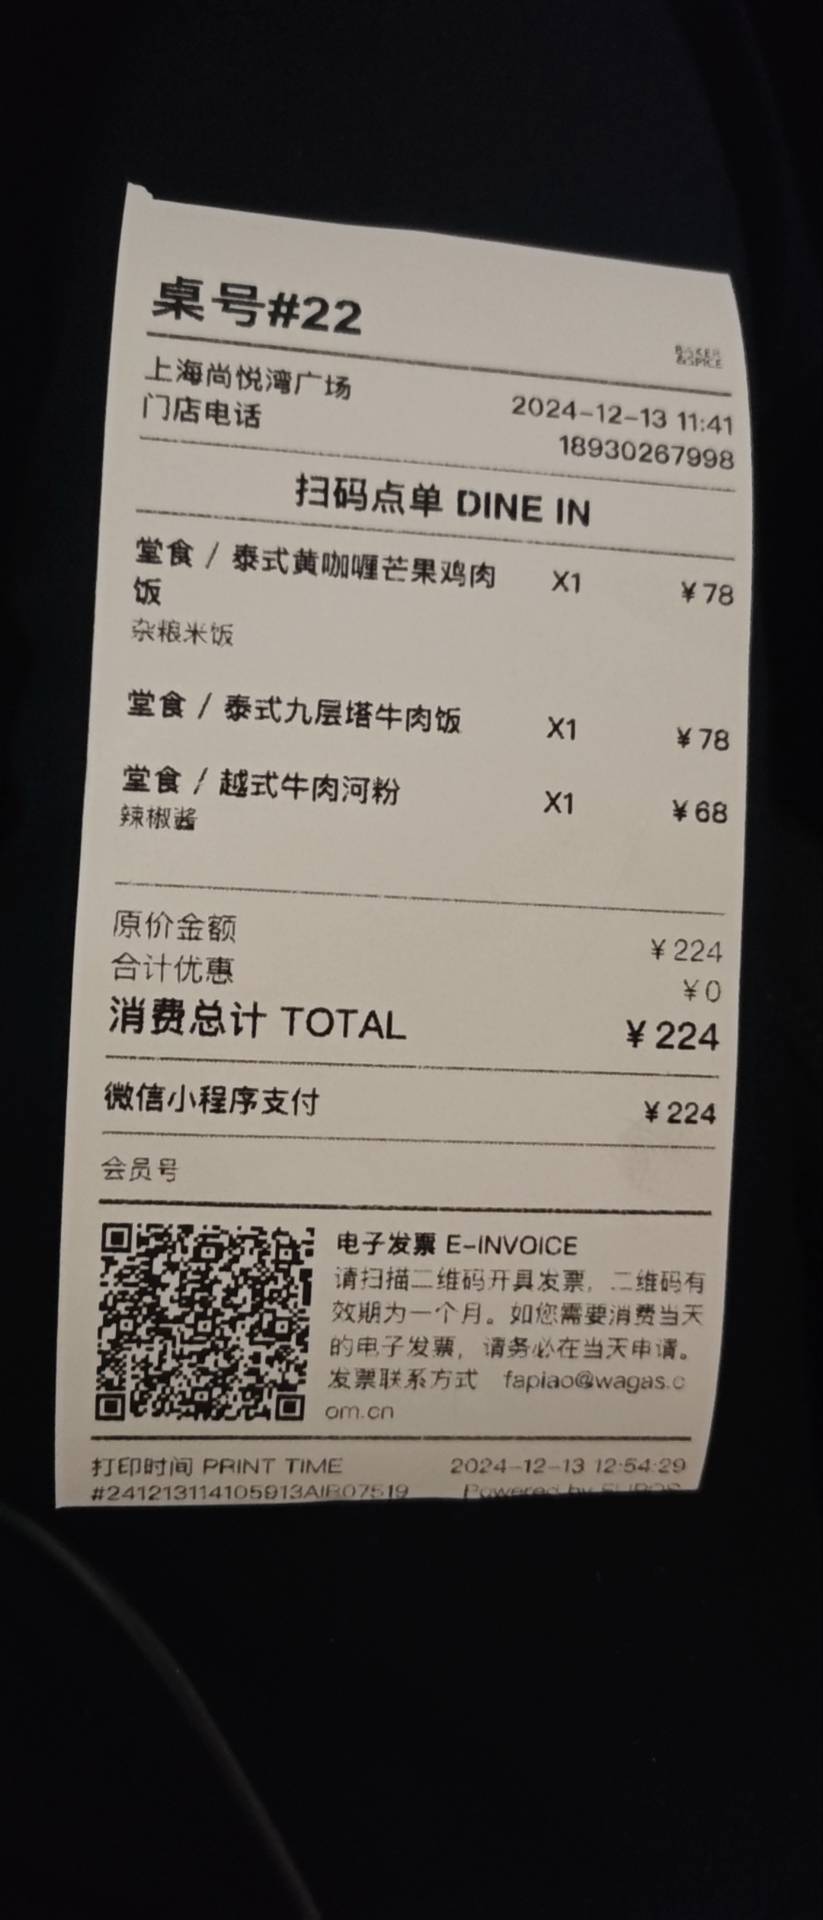 桌号#22
BAKER
&SPICE
上海尚悦湾广场 2024-12-13 11:41
门店电话 18930267998
扫码点单 DINE IN
堂食 / 泰式黄咖喱芒果鸡肉 X1 ¥78
饭
杂粮米饭
堂食 / 泰式九层塔牛肉饭 X1 ¥78
堂食 / 越式牛肉河粉 X1 ¥68
辣椒酱
原价金额 ¥224
合计优惠 ¥0
消费总计 TOTAL ¥224
微信小程序支付 ¥224
会员号
电子发票 E-INVOICE
请扫描二维码开具发票，二维码有
效期为一个月。如您需要消费当天
的电子发票，请务必在当天申请。
发票联系方式 fapiao@wagas.c
om.cn
打印时间 PRINT TIME 2024-12-13 12:54:29
Powered by